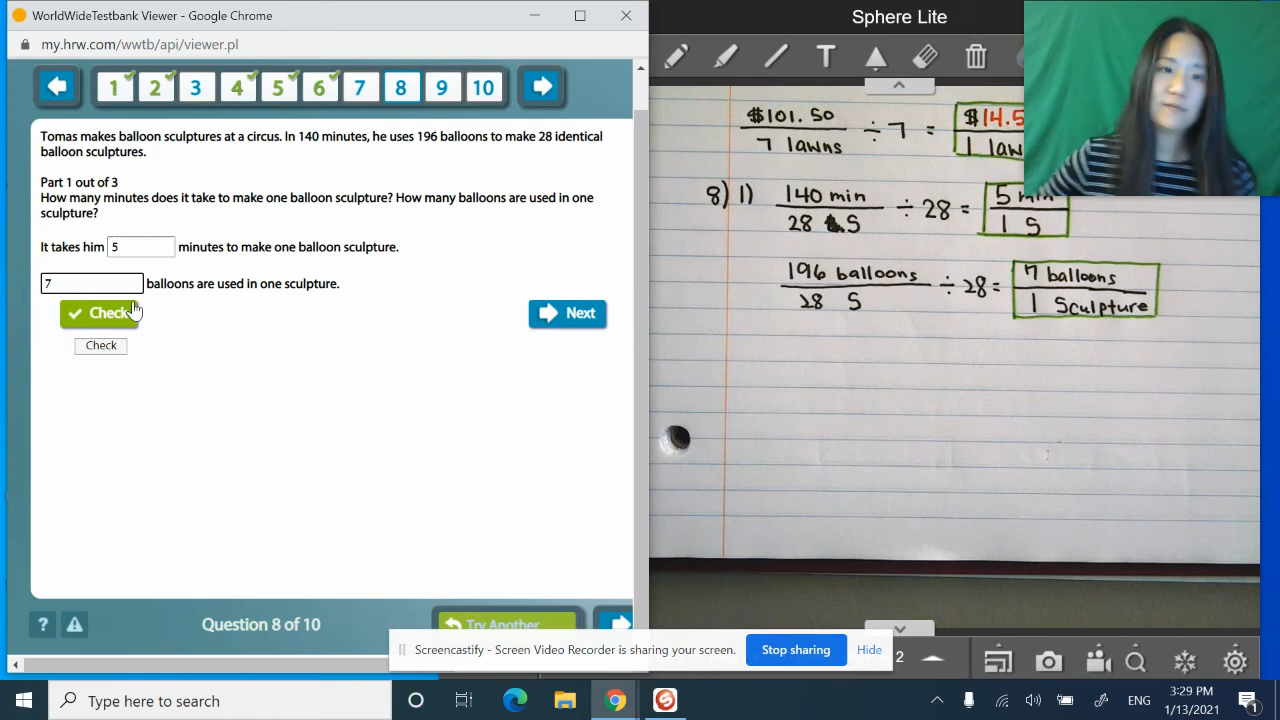 WorldWideTestbank Viewer - Google Chrome
my.hrw.com/wwtb/api/viewer.pl
1 2 3 4 5 6 7 8 9 10
Tomas makes balloon sculptures at a circus. In 140 minutes, he uses 196 balloons to make 28 identical
balloon sculptures.
Part 1 out of 3
How many minutes does it take to make one balloon sculpture? How many balloons are used in one
sculpture?
It takes him 5 minutes to make one balloon sculpture.
7 balloons are used in one sculpture.
Check
Next
Check
? Question 8 of 10
Try Another
Sphere Lite
T
$101.50
7 lawns
÷ 7 =
$14.5
1 law
8) 1) 140 min
28 S
÷ 28 =
5 min
1 S
196 balloons
28 S
÷ 28 =
7 balloons
1 Sculpture
Screencastify - Screen Video Recorder is sharing your screen.
Stop sharing
Hide
2
Type here to search
ENG
3:29 PM
1/13/2021
1